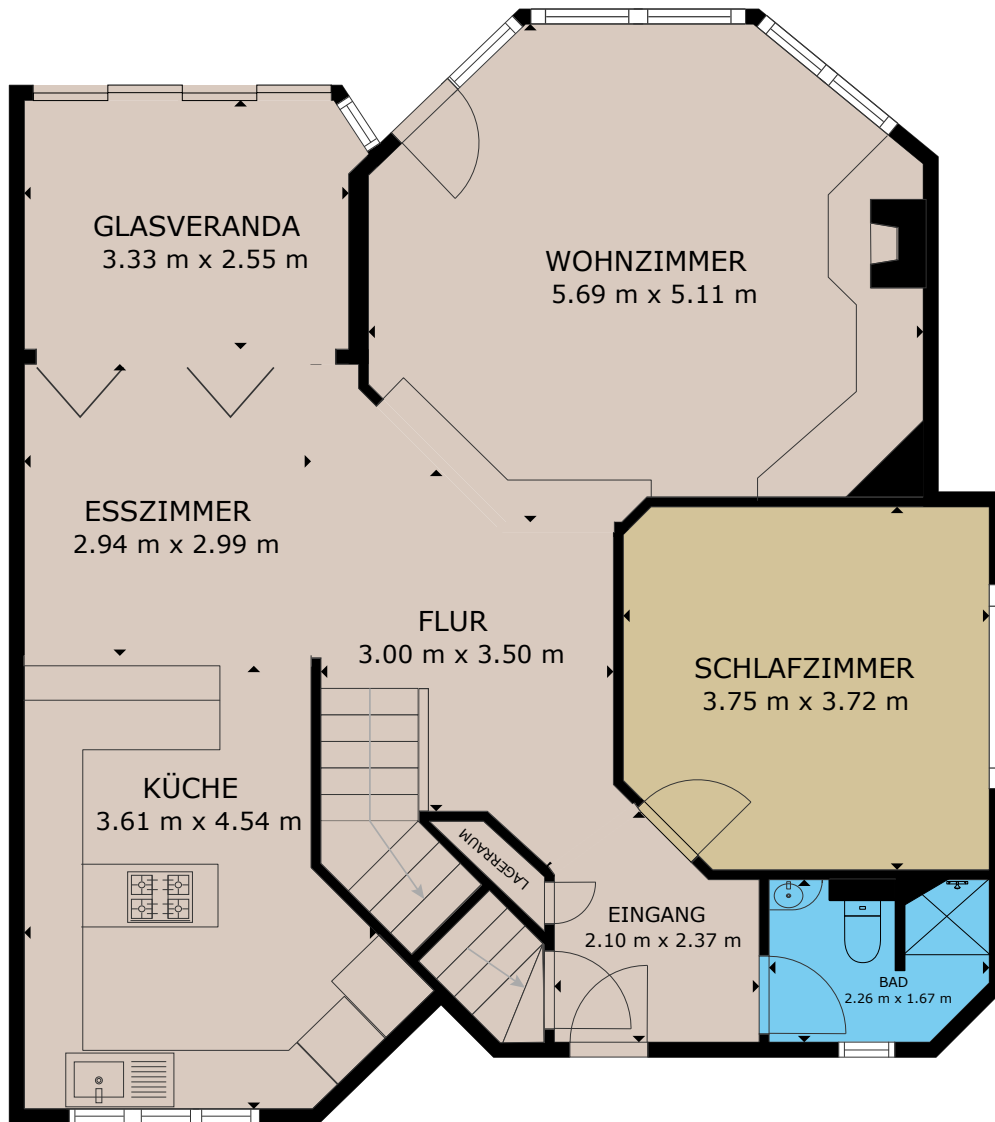 GLASVERANDA
3.33 m x 2.55 m
WOHNZIMMER
5.69 m x 5.11 m
ESSZIMMER
2.94 m x 2.99 m
FLUR
3.00 m x 3.50 m
SCHLAFZIMMER
3.75 m x 3.72 m
KÜCHE
3.61 m x 4.54 m
LAGERRAUM
EINGANG
2.10 m x 2.37 m
BAD
2.26 m x 1.67 m